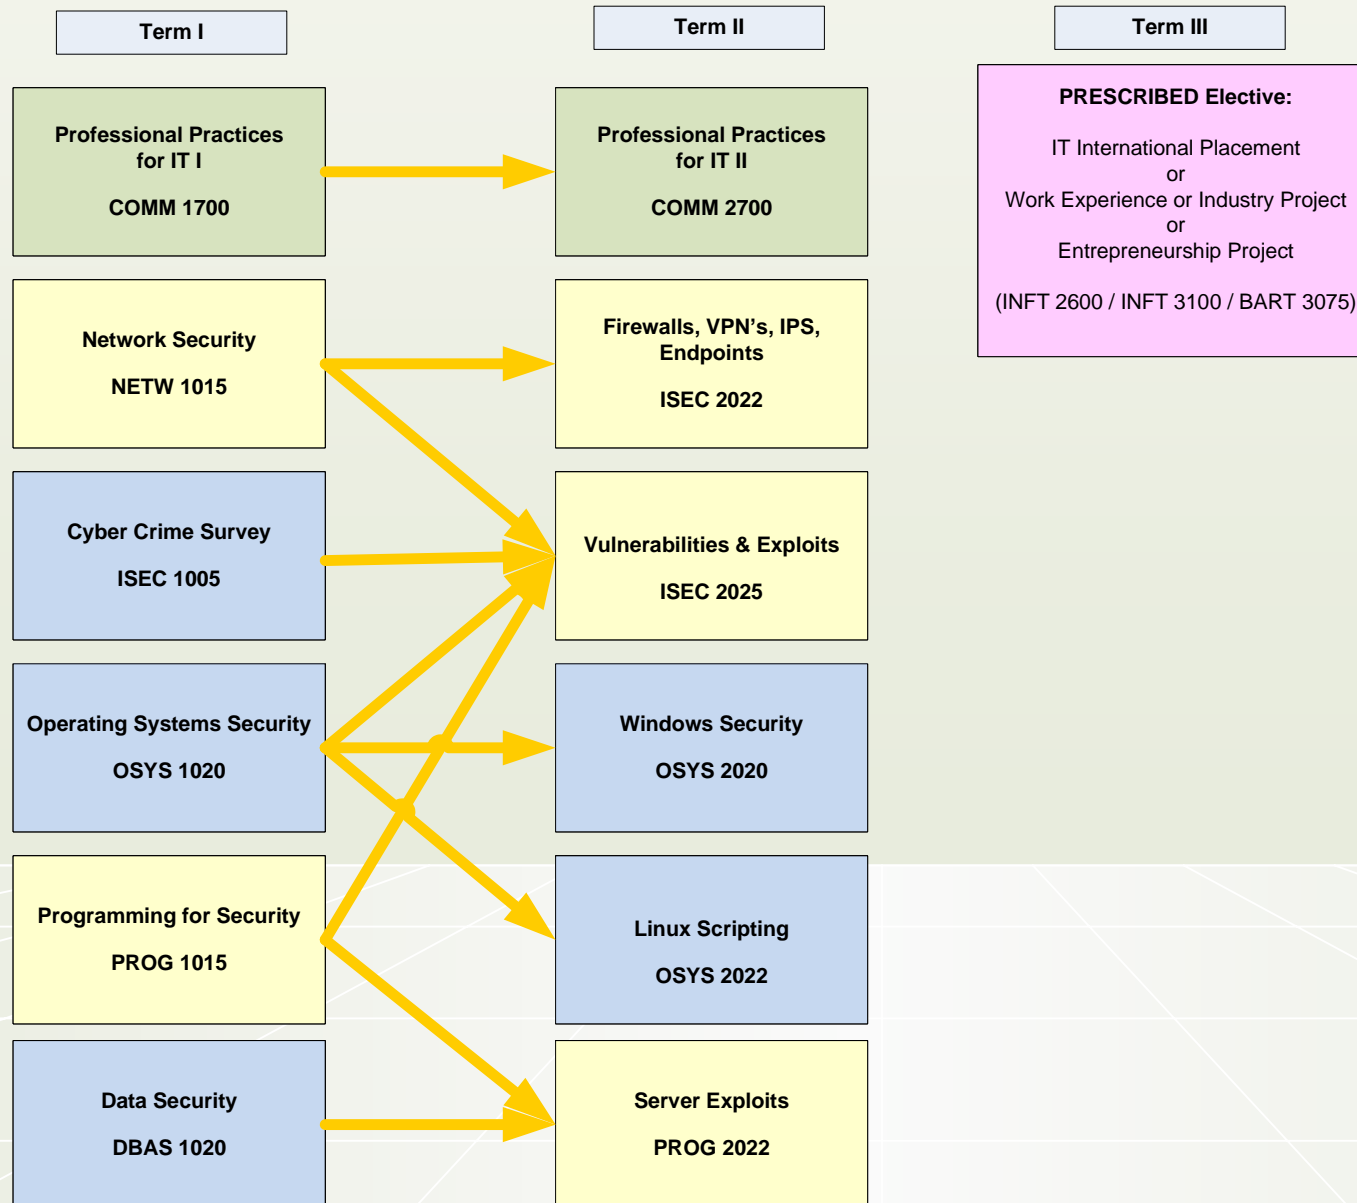 Term I
Term II
Term III
Professional Practices
for IT I
COMM 1700
Professional Practices
for IT II
COMM 2700
PRESCRIBED Elective:
IT International Placement
or
Work Experience or Industry Project
or
Entrepreneurship Project
(INFT 2600 / INFT 3100 / BART 3075)
Network Security
NETW 1015
Firewalls, VPN’s, IPS,
Endpoints
ISEC 2022
Cyber Crime Survey
ISEC 1005
Vulnerabilities & Exploits
ISEC 2025
Operating Systems Security
OSYS 1020
Windows Security
OSYS 2020
Programming for Security
PROG 1015
Linux Scripting
OSYS 2022
Data Security
DBAS 1020
Server Exploits
PROG 2022